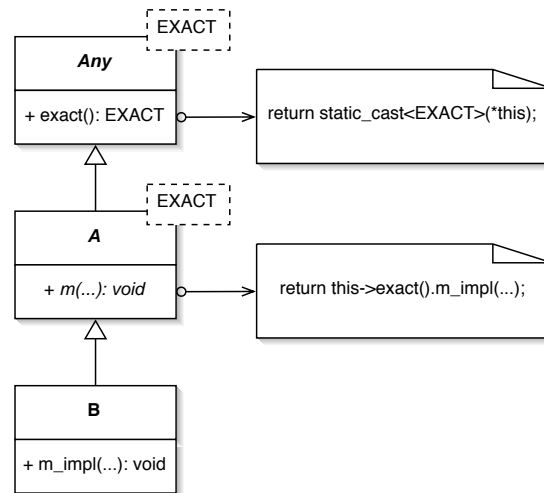 EXACT
Any
+ exact(): EXACT
return static_cast<EXACT>(*this);
EXACT
A
+ m(...): void
return this->exact().m_impl(...);
B
+ m_impl(...): void